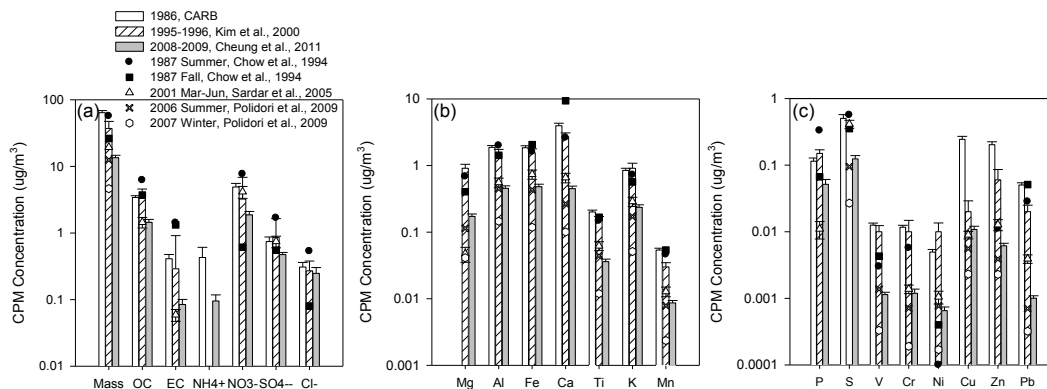 1986, CARB
1995-1996, Kim et al., 2000
2008-2009, Cheung et al., 2011
1987 Summer, Chow et al., 1994
1987 Fall, Chow et al., 1994
2001 Mar-Jun, Sardar et al., 2005
2006 Summer, Polidori et al., 2009
2007 Winter, Polidori et al., 2009
(a)
CPM Concentration (ug/m³)
100
10
1
0.1
0.01
Mass OC EC NH4+ NO3- SO4-- Cl-
(b)
CPM Concentration (ug/m³)
10
1
0.1
0.01
0.001
Mg Al Fe Ca Ti K Mn
(c)
CPM Concentration (ug/m³)
1
0.1
0.01
0.001
0.0001
P S V Cr Ni Cu Zn Pb